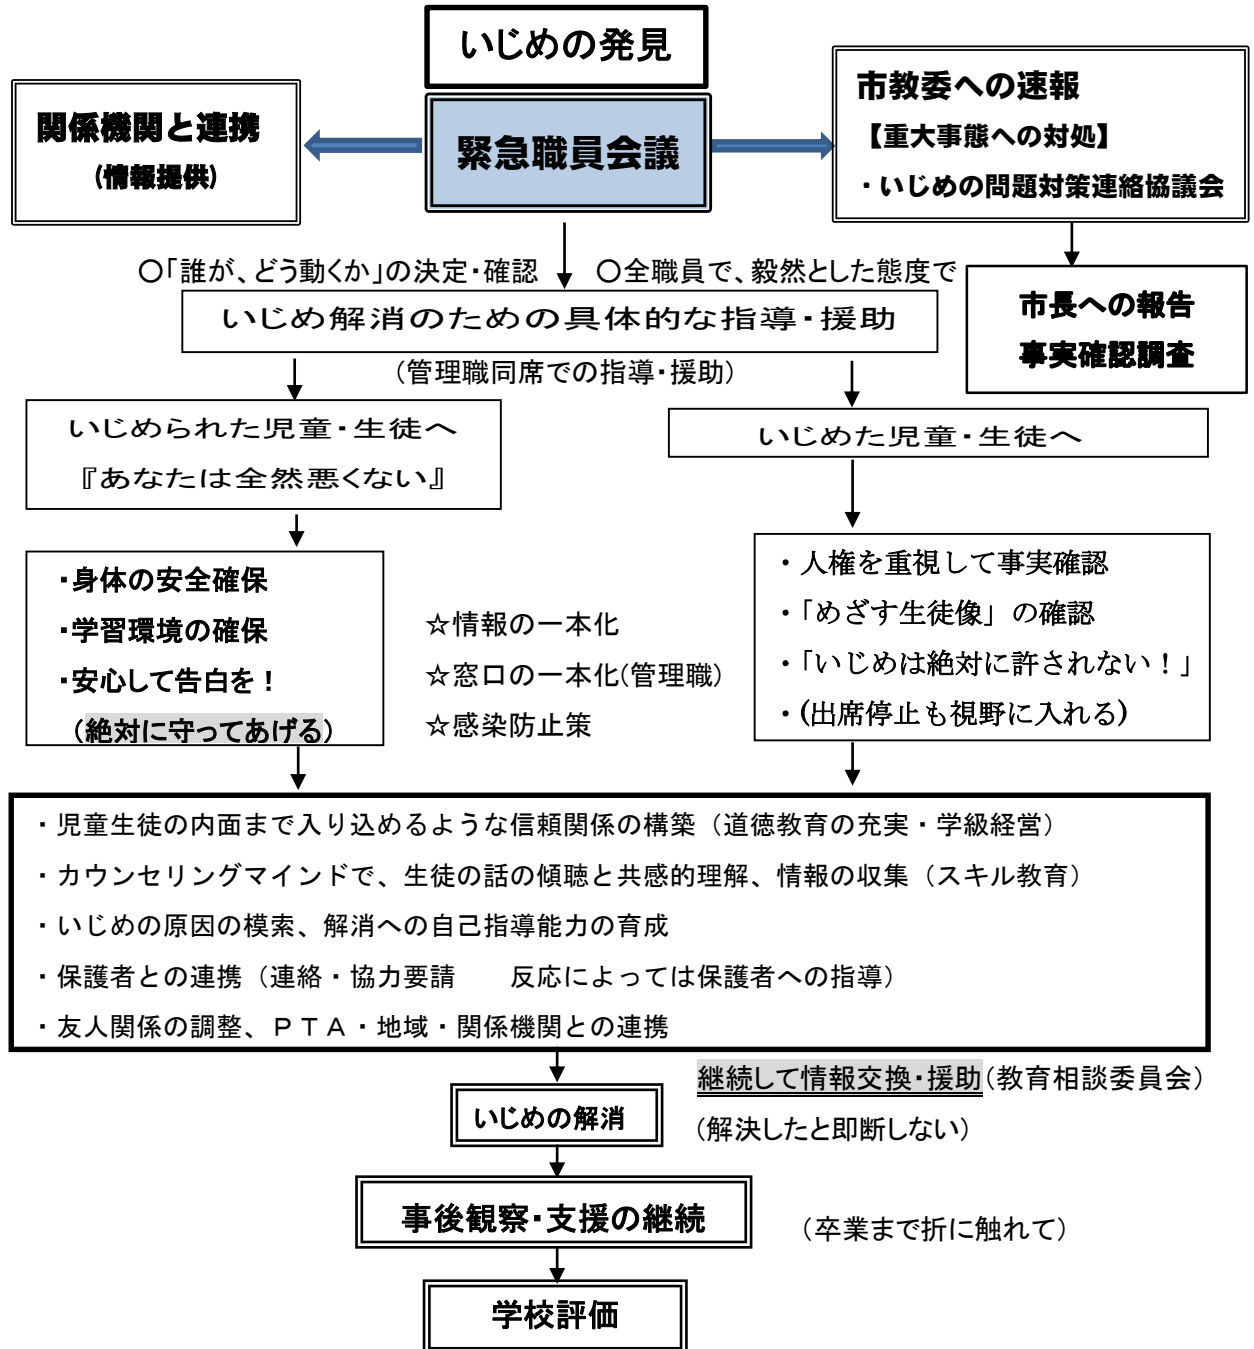 いじめの発見
緊急職員会議
関係機関と連携
(情報提供)
市教委への速報
【重大事態への対処】
・いじめの問題対策連絡協議会
市長への報告
事実確認調査
〇「誰が、どう動くか」の決定・確認　〇全職員で、毅然とした態度で
いじめ解消のための具体的な指導・援助
(管理職同席での指導・援助)
いじめられた児童・生徒へ
『あなたは全然悪くない』
いじめた児童・生徒へ
・身体の安全確保
・学習環境の確保
・安心して告白を！
(絶対に守ってあげる)
☆情報の一本化
☆窓口の一本化(管理職)
☆感染防止策
・人権を重視して事実確認
・「めざす生徒像」の確認
・「いじめは絶対に許されない！」
・(出席停止も視野に入れる)
・児童生徒の内面まで入り込めるような信頼関係の構築（道徳教育の充実・学級経営）
・カウンセリングマインドで、生徒の話の傾聴と共感的理解、情報の収集（スキル教育）
・いじめの原因の模索、解消への自己指導能力の育成
・保護者との連携（連絡・協力要請　　反応によっては保護者への指導）
・友人関係の調整、ＰＴＡ・地域・関係機関との連携
継続して情報交換・援助(教育相談委員会)
(解決したと即断しない)
いじめの解消
事後観察・支援の継続
(卒業まで折に触れて)
学校評価